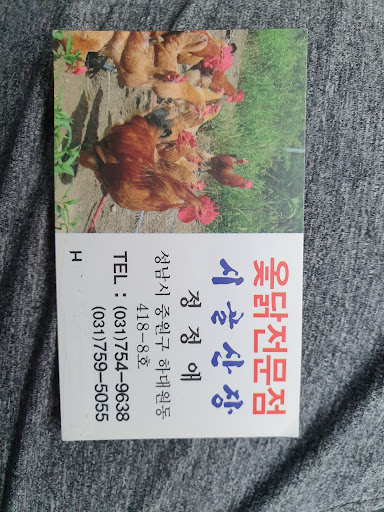 옻닭전문점
시골산장
정정애
성남시 중원구 하대원동
418-8호
TEL : (031)754-9638
(031)759-5055
H